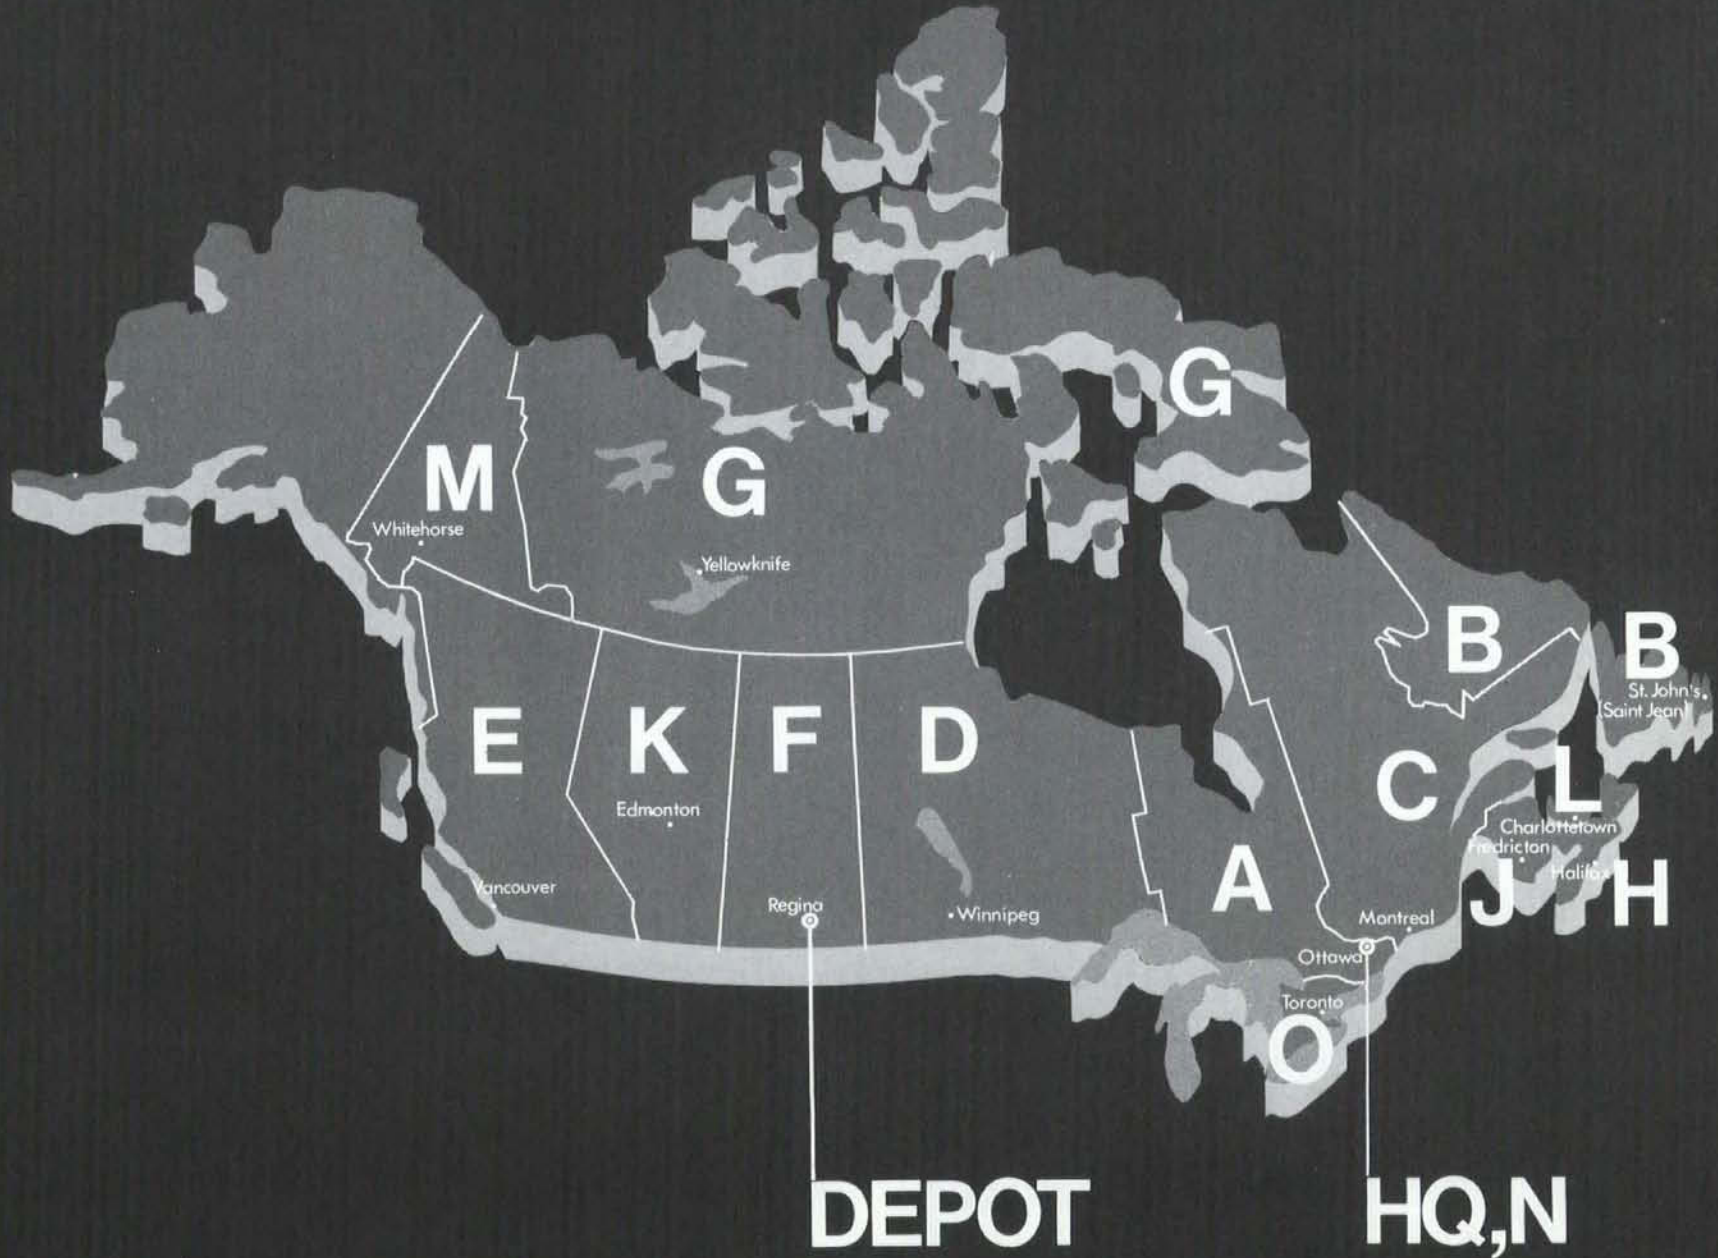 G
M
G
Whitehorse
Yellowknife
B
B
St. John's
(Saint Jean)
E
K
F
D
C
L
Edmonton
Charlottetown
Fredricton
Halifax
A
J
H
Vancouver
Regina
Winnipeg
Montreal
Ottawa
Toronto
O
DEPOT
HQ,N